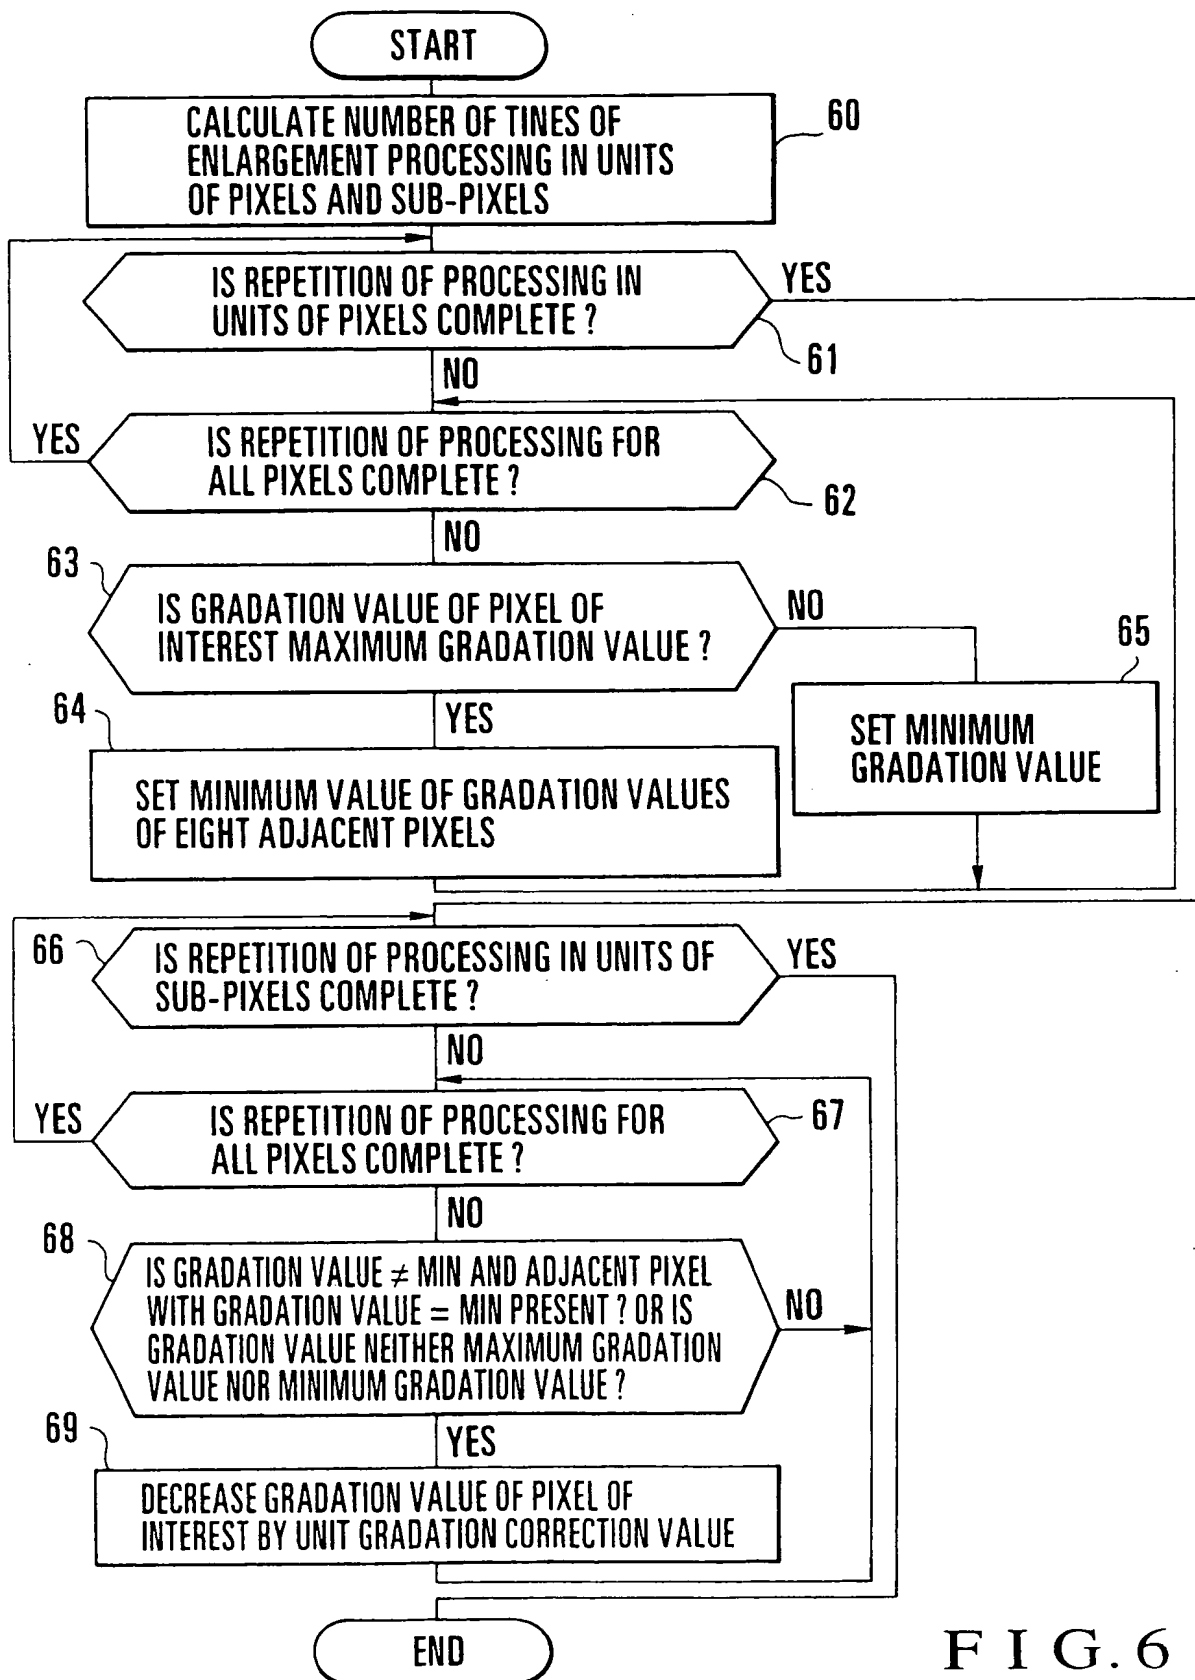 START
60
CALCULATE NUMBER OF TINES OF
ENLARGEMENT PROCESSING IN UNITS
OF PIXELS AND SUB-PIXELS
IS REPETITION OF PROCESSING IN
UNITS OF PIXELS COMPLETE ?
YES
61
NO
YES
IS REPETITION OF PROCESSING FOR
ALL PIXELS COMPLETE ?
62
NO
63
IS GRADATION VALUE OF PIXEL OF
INTEREST MAXIMUM GRADATION VALUE ?
NO
65
64
YES
SET MINIMUM
GRADATION VALUE
SET MINIMUM VALUE OF GRADATION VALUES
OF EIGHT ADJACENT PIXELS
66
IS REPETITION OF PROCESSING IN UNITS OF
SUB-PIXELS COMPLETE ?
YES
NO
YES
IS REPETITION OF PROCESSING FOR
ALL PIXELS COMPLETE ?
67
NO
68
IS GRADATION VALUE ≠ MIN AND ADJACENT PIXEL
WITH GRADATION VALUE = MIN PRESENT ? OR IS
GRADATION VALUE NEITHER MAXIMUM GRADATION
VALUE NOR MINIMUM GRADATION VALUE ?
NO
69
YES
DECREASE GRADATION VALUE OF PIXEL OF
INTEREST BY UNIT GRADATION CORRECTION VALUE
END
FIG.6